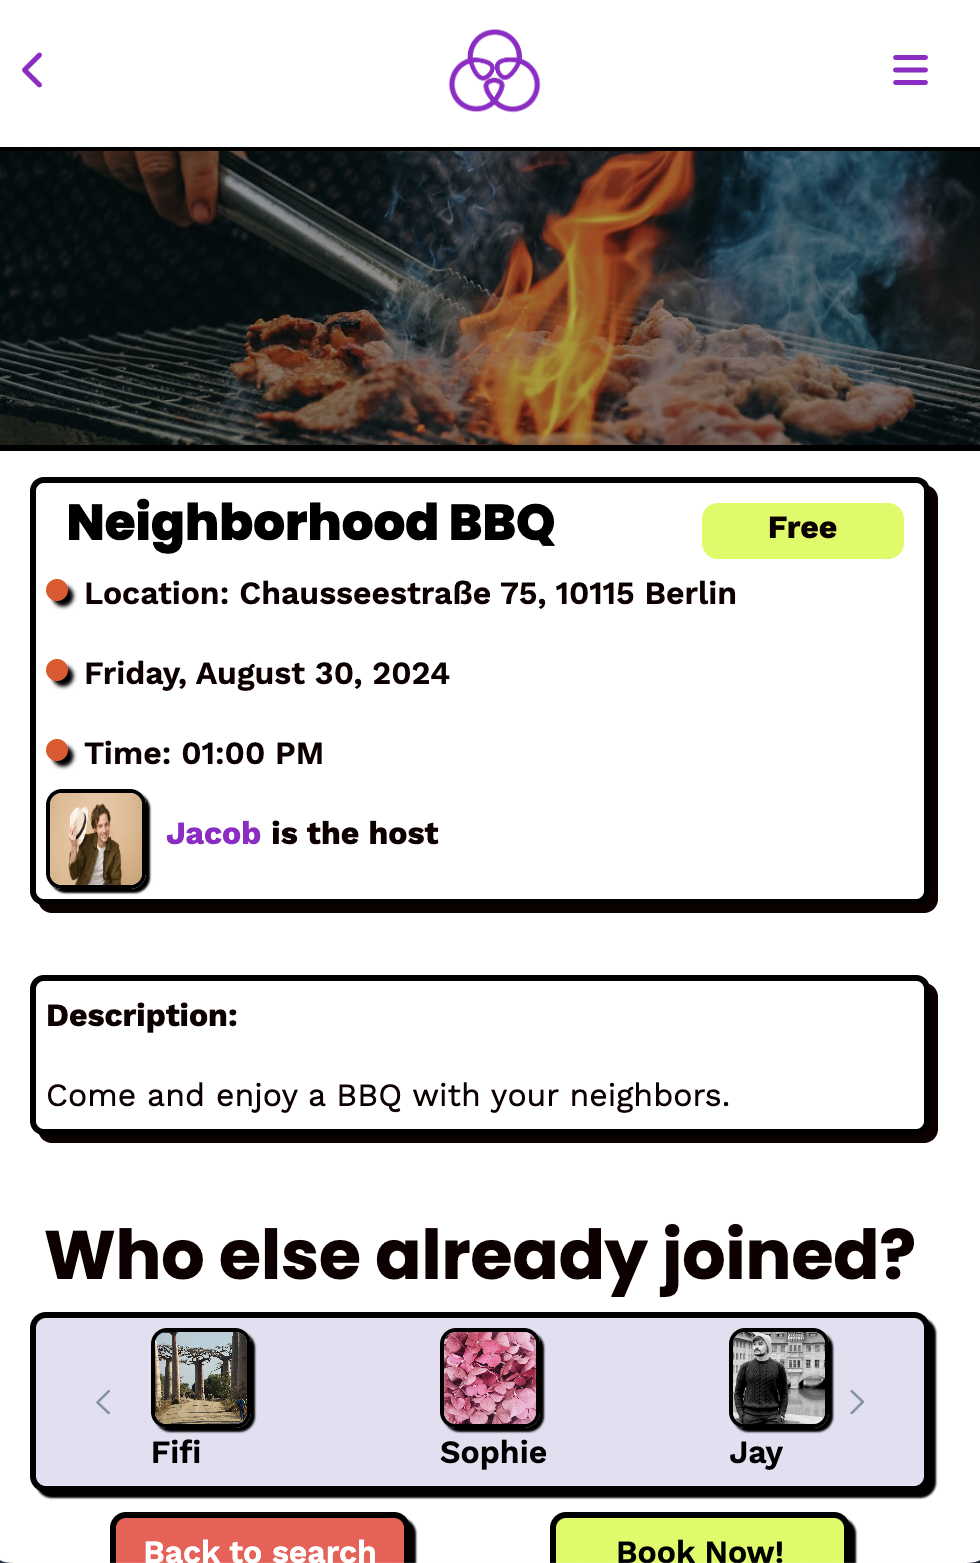 Neighborhood BBQ
Free
Location: Chausseestraße 75, 10115 Berlin
Friday, August 30, 2024
Time: 01:00 PM
Jacob is the host
Description:
Come and enjoy a BBQ with your neighbors.
Who else already joined?
Fifi
Sophie
Jay
Back to search
Book Now!